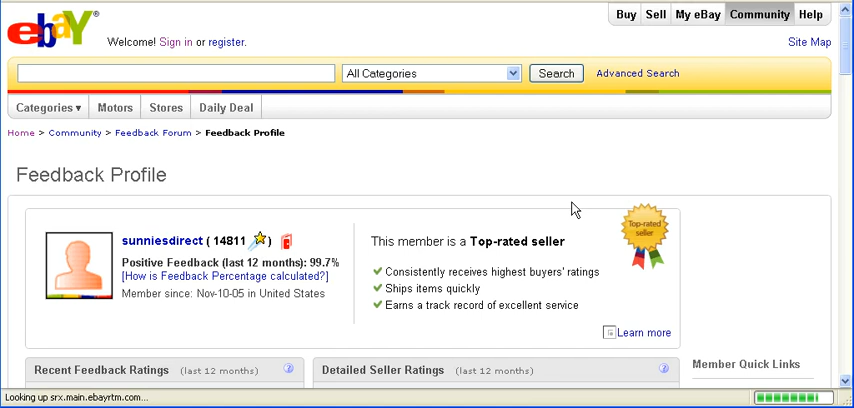 ebaY®
Buy Sell My eBay Community Help
Welcome! Sign in or register.
Site Map
All Categories
Search
Advanced Search
Categories ▾ Motors Stores Daily Deal
Home > Community > Feedback Forum > Feedback Profile
Feedback Profile
sunniesdirect ( 14811 )
Positive Feedback (last 12 months): 99.7%
[How is Feedback Percentage calculated?]
Member since: Nov-10-05 in United States
This member is a Top-rated seller
Consistently receives highest buyers' ratings
Ships items quickly
Earns a track record of excellent service
Top-rated
seller
Learn more
Recent Feedback Ratings (last 12 months) ?
Detailed Seller Ratings (last 12 months) ?
Member Quick Links
Looking up srx.main.ebayrtm.com...